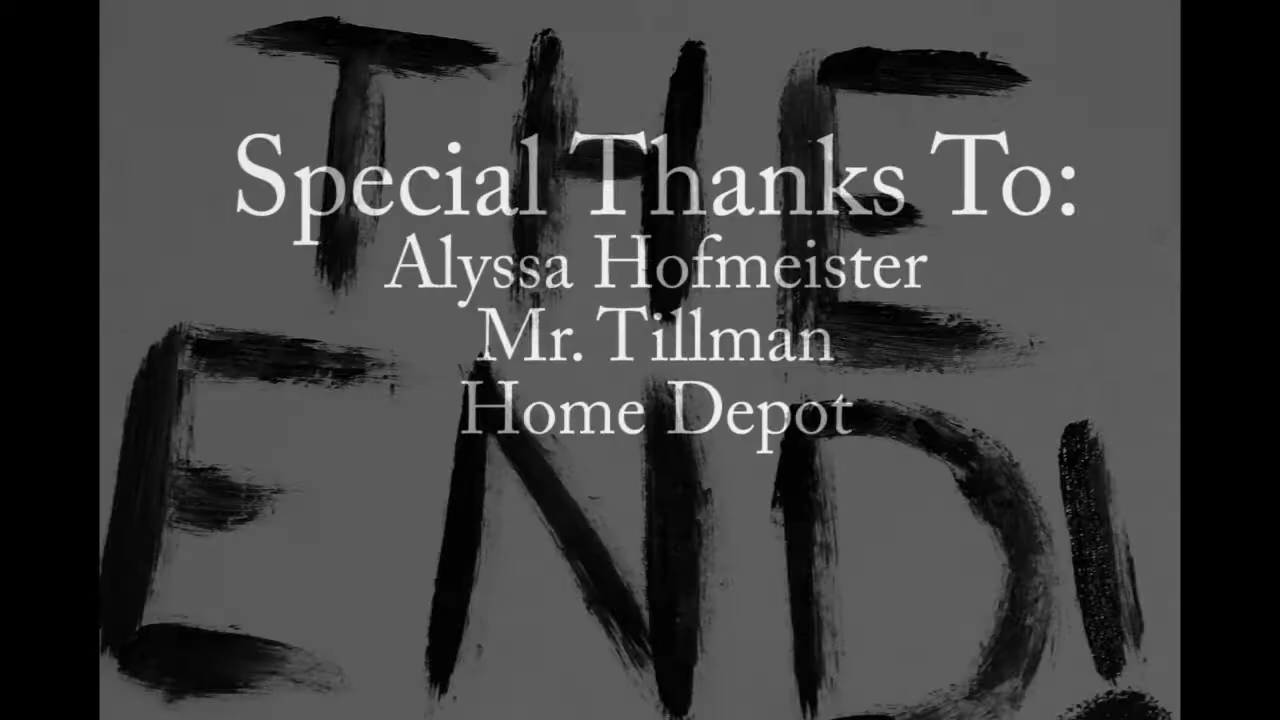 THE
END!
Special Thanks To:
Alyssa Hofmeister
Mr. Tillman
Home Depot